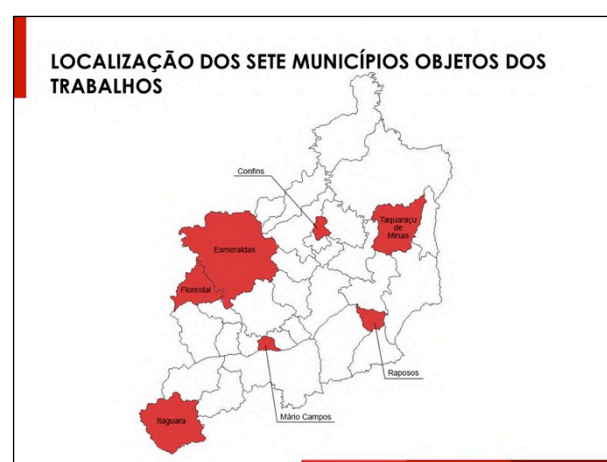 LOCALIZAÇÃO DOS SETE MUNICÍPIOS OBJETOS DOS
TRABALHOS
Confins
Taquaraçu
de
Minas
Esmeraldas
Florestal
Raposos
Mário Campos
Itaguara